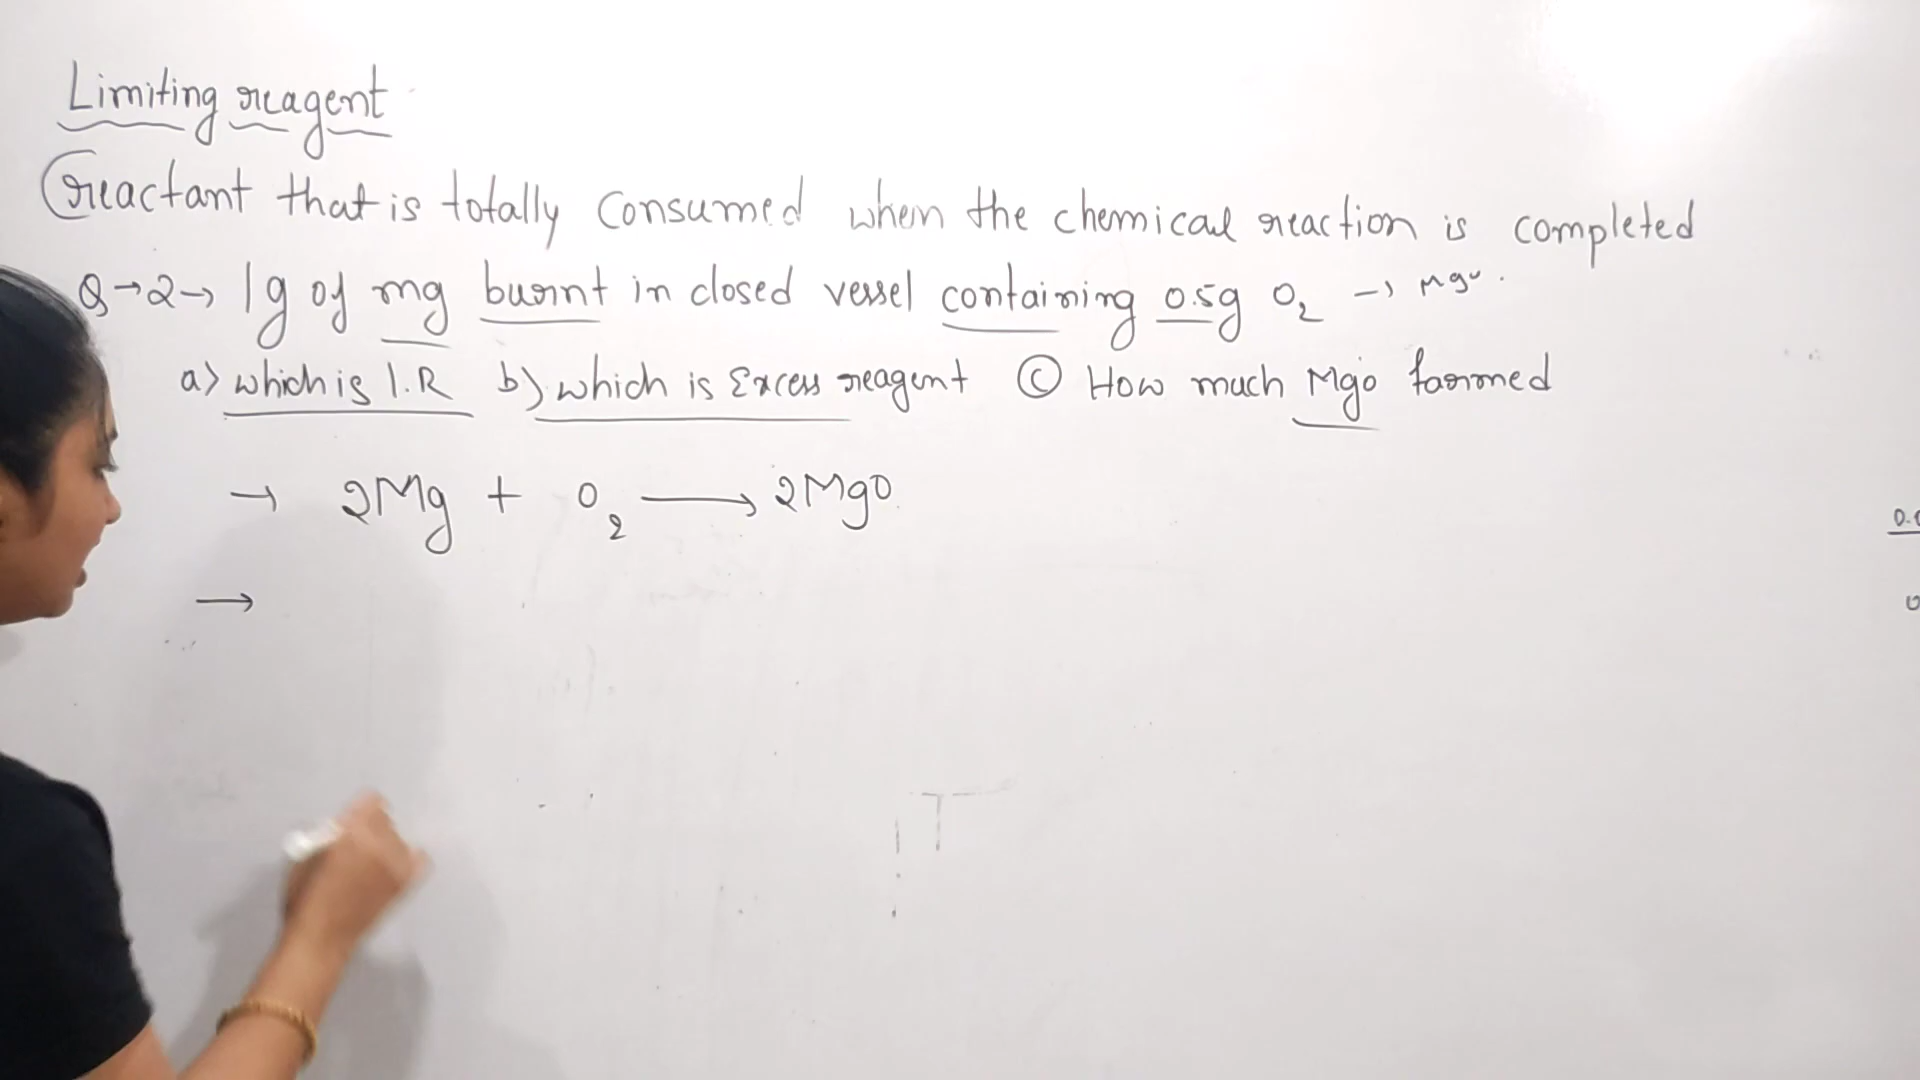 Limiting reagent
reactant that is totally consumed when the chemical reaction is completed
Q→2→ 1g of mg burnt in closed vessel containing 0.5g O₂ → Mgo.
a) which is l.R b) which is Excess reagent © How much Mgo formed
→ 2Mg + O₂ ⟶ 2MgO
→